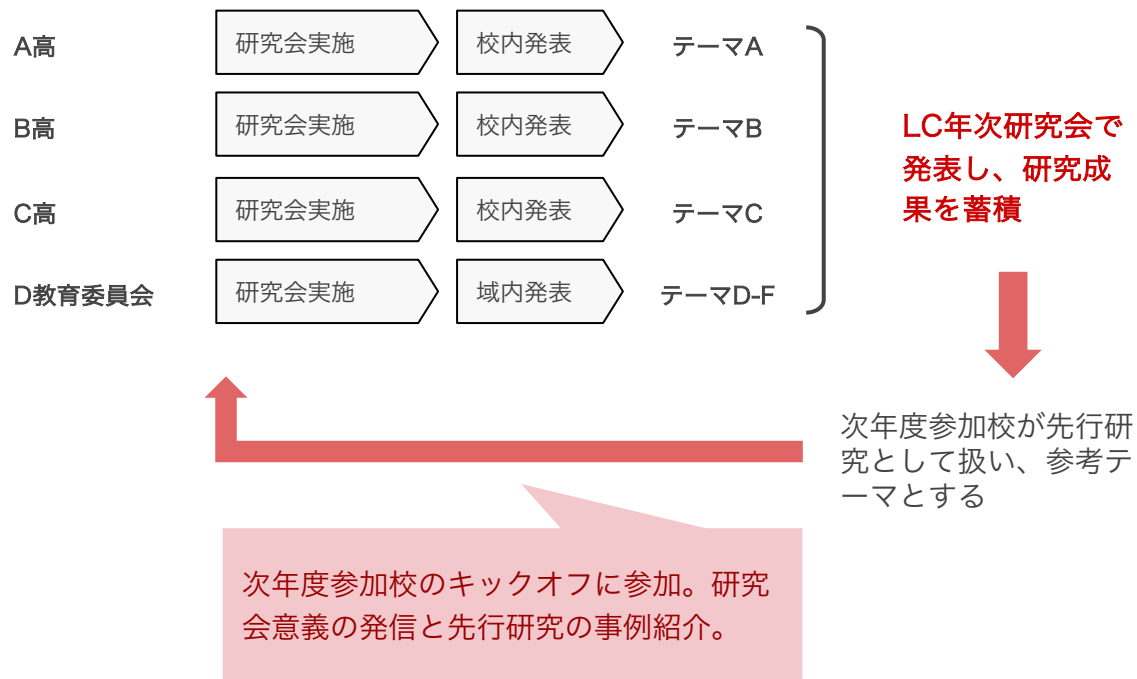 A高 研究会実施 校内発表 テーマA
B高 研究会実施 校内発表 テーマB
C高 研究会実施 校内発表 テーマC
D教育委員会 研究会実施 域内発表 テーマD-F
LC年次研究会で
発表し、研究成
果を蓄積
次年度参加校が先行研
究として扱い、参考テ
ーマとする
次年度参加校のキックオフに参加。研究
会意義の発信と先行研究の事例紹介。